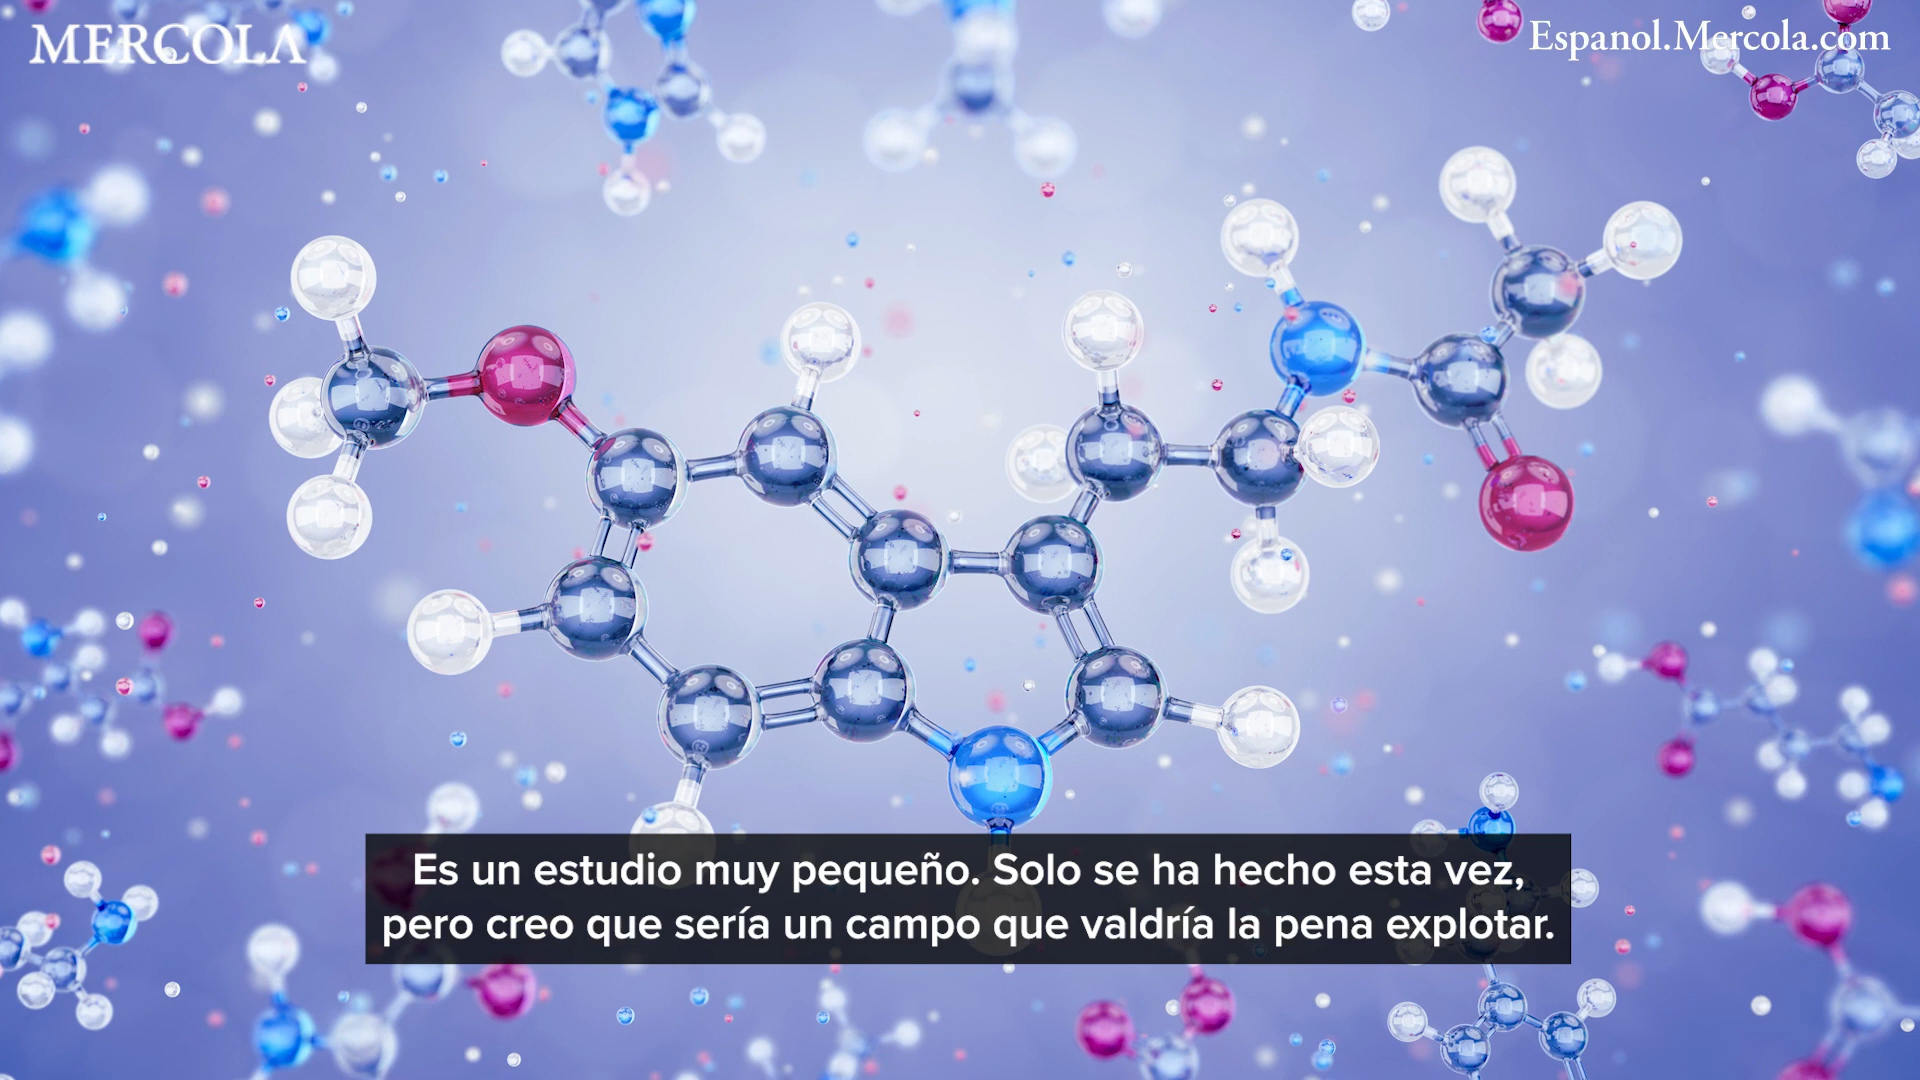 MERCOLA
Espanol.Mercola.com
Es un estudio muy pequeño. Solo se ha hecho esta vez,
pero creo que sería un campo que valdría la pena explotar.